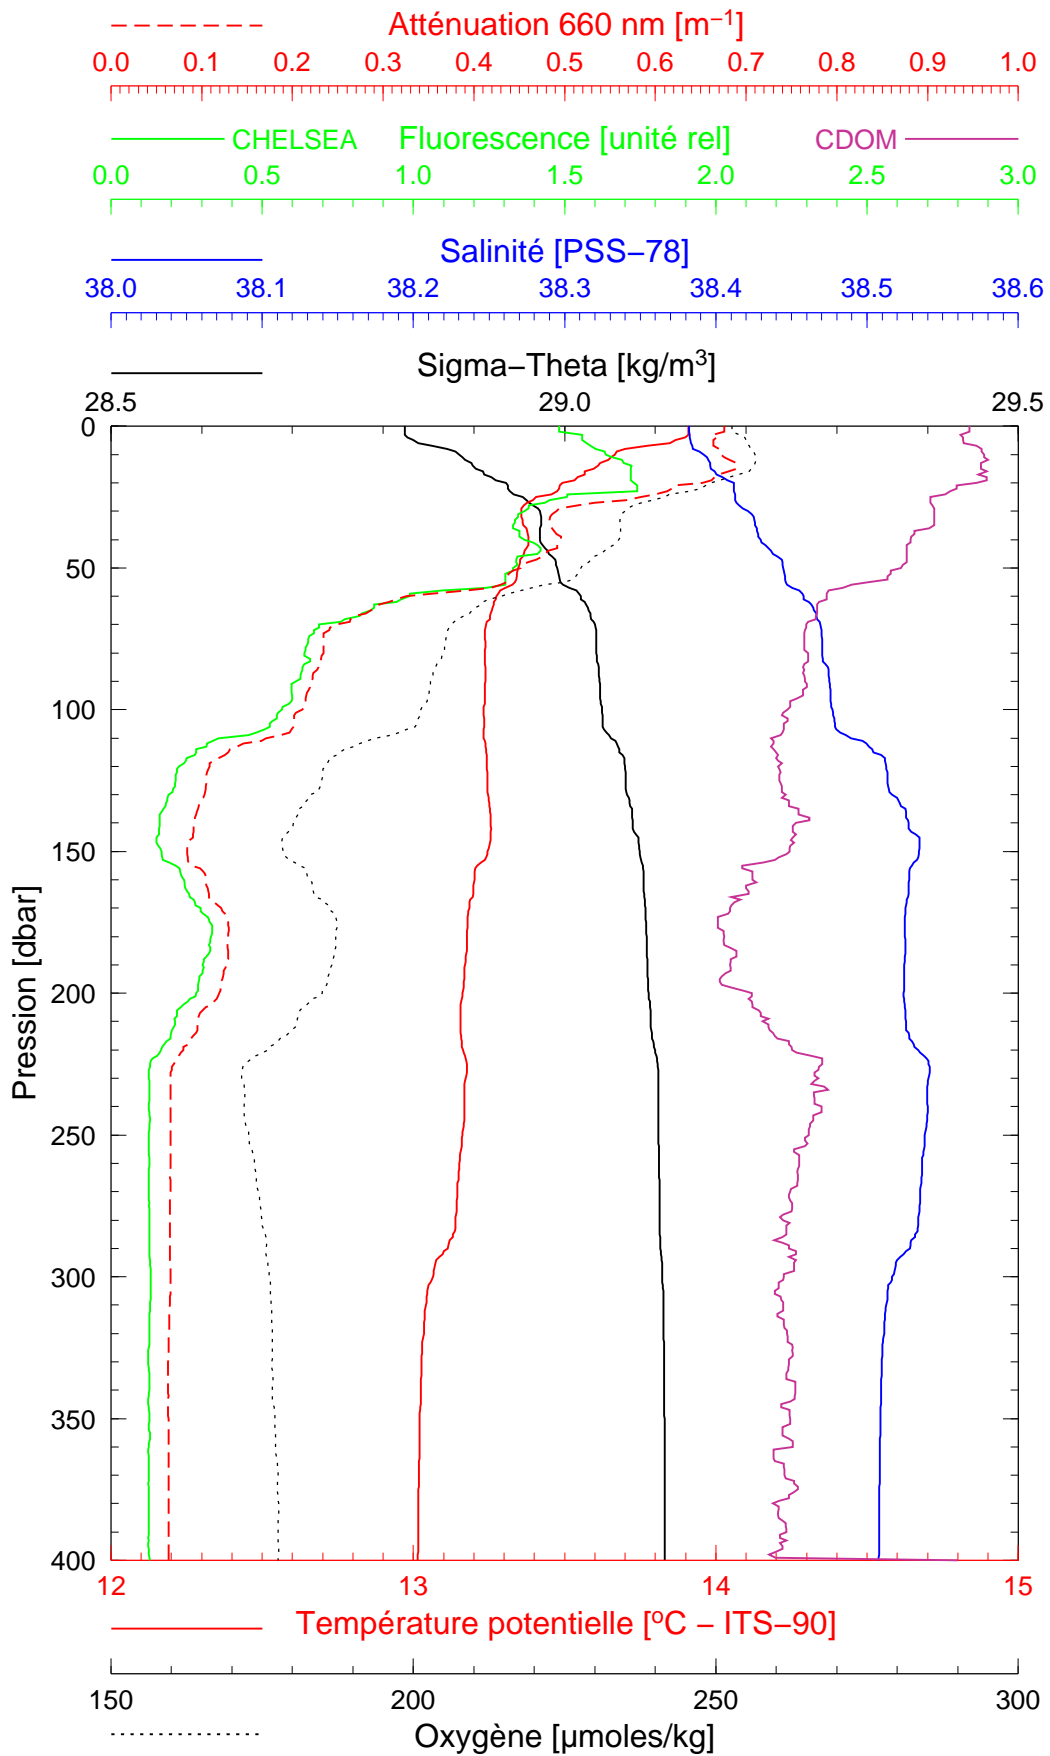 Atténuation 660 nm [m⁻¹]
0.0 0.1 0.2 0.3 0.4 0.5 0.6 0.7 0.8 0.9 1.0
CHELSEA Fluorescence [unité rel] CDOM
0.0 0.5 1.0 1.5 2.0 2.5 3.0
Salinité [PSS−78]
38.0 38.1 38.2 38.3 38.4 38.5 38.6
Sigma−Theta [kg/m³]
28.5 29.0 29.5
0
50
100
150
200
250
300
350
400
Pression [dbar]
12 13 14 15
Température potentielle [ºC − ITS−90]
150 200 250 300
Oxygène [µmoles/kg]